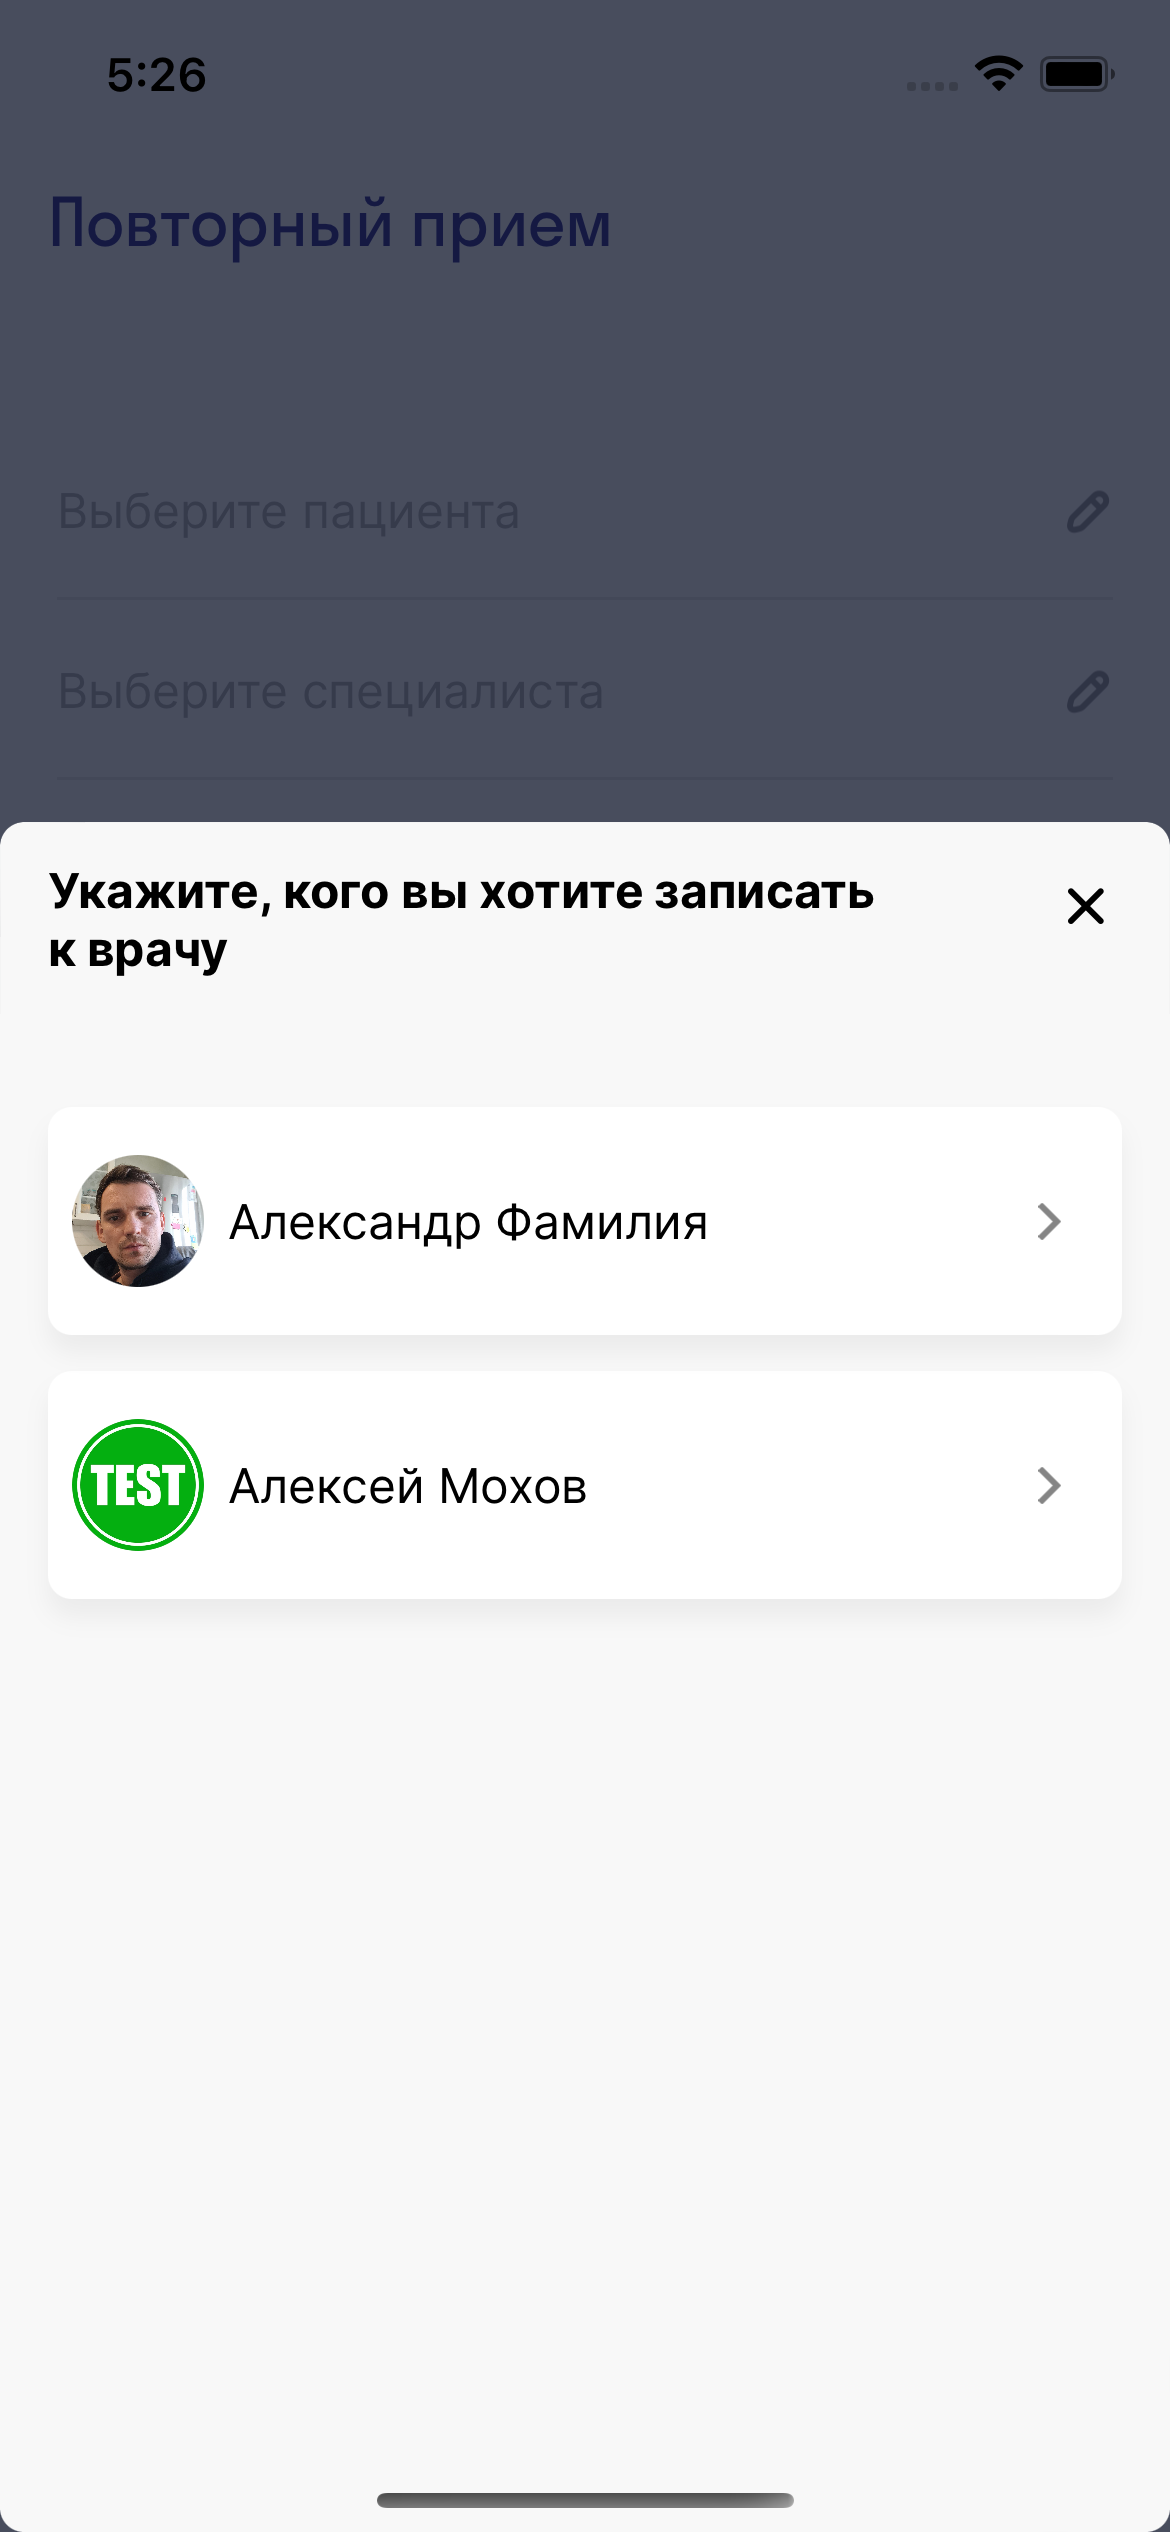 5:26
Повторный прием
Выберите пациента
Выберите специалиста
Укажите, кого вы хотите записать
к врачу
Александр Фамилия
TEST
Алексей Мохов